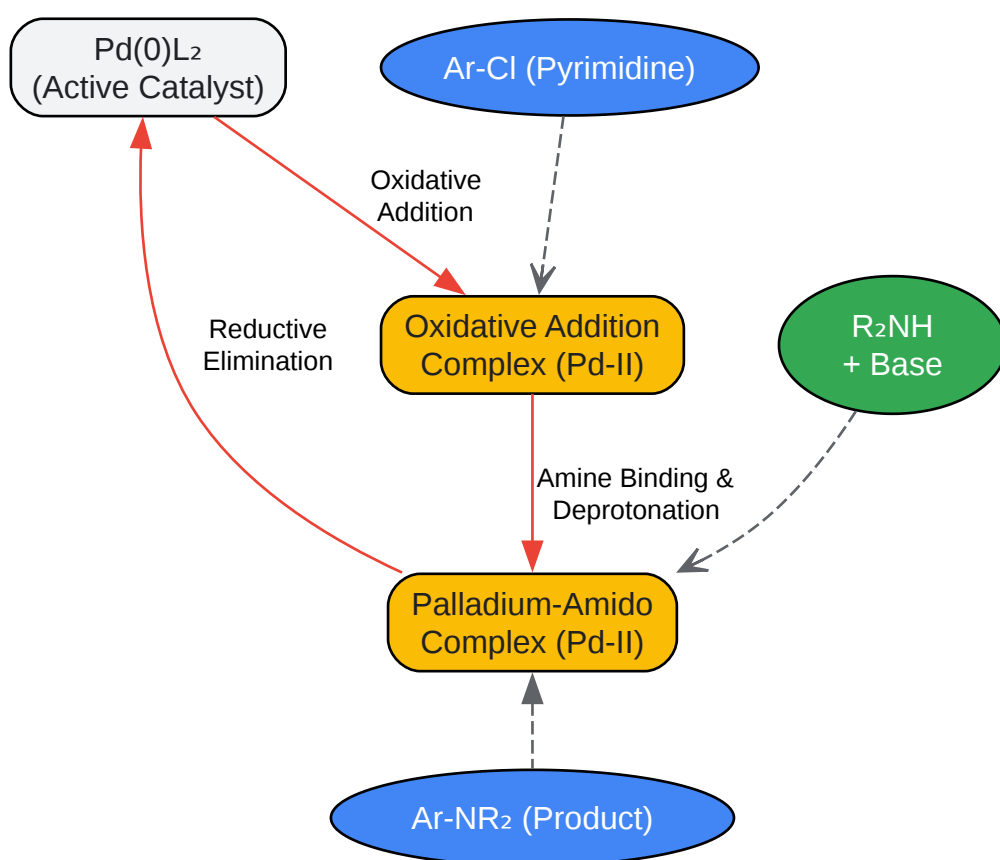 Pd(0)L₂
(Active Catalyst)
Ar-Cl (Pyrimidine)
Oxidative
Addition
Reductive
Elimination
Oxidative Addition
Complex (Pd-II)
R₂NH
+ Base
Amine Binding &
Deprotonation
Palladium-Amido
Complex (Pd-II)
Ar-NR₂ (Product)